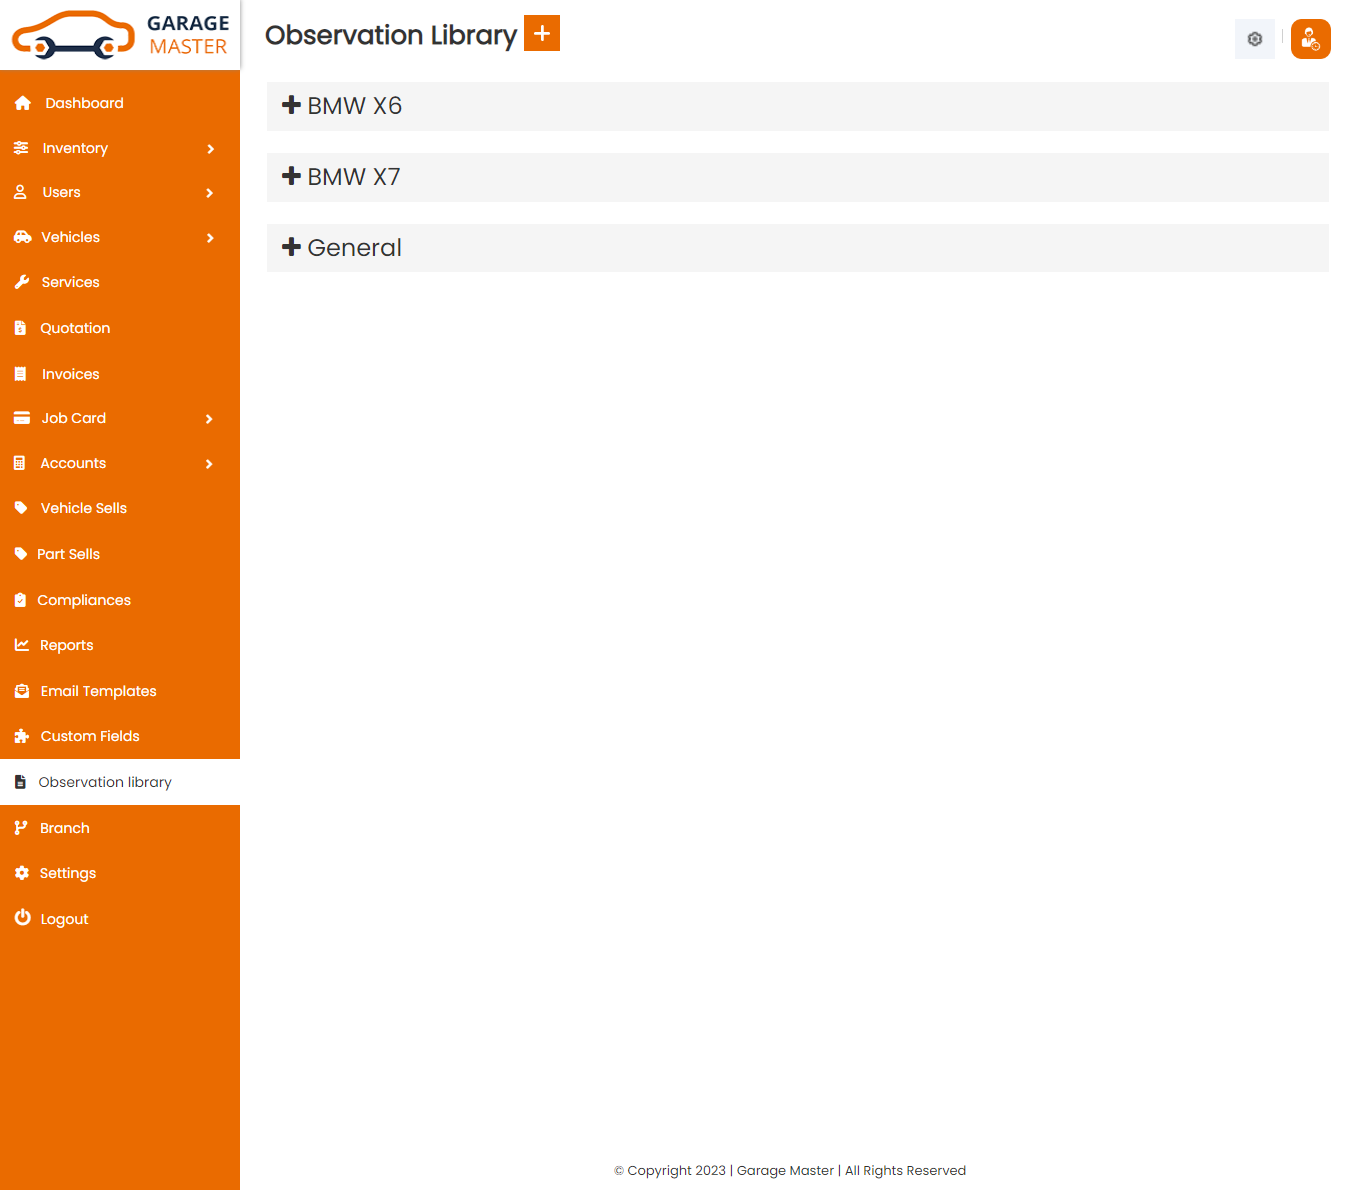 GARAGE
MASTER
Dashboard
Inventory
Users
Vehicles
Services
Quotation
Invoices
Job Card
Accounts
Vehicle Sells
Part Sells
Compliances
Reports
Email Templates
Custom Fields
Observation library
Branch
Settings
Logout
Observation Library
BMW X6
BMW X7
General
© Copyright 2023 | Garage Master | All Rights Reserved